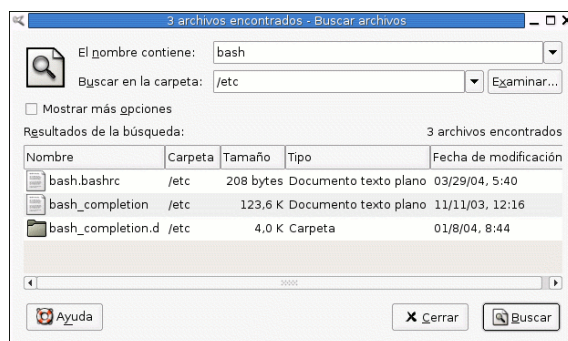 3 archivos encontrados - Buscar archivos
El nombre contiene: bash
Buscar en la carpeta: /etc Examinar...
Mostrar más opciones
Resultados de la búsqueda: 3 archivos encontrados
Nombre Carpeta Tamaño Tipo Fecha de modificación
bash.bashrc /etc 208 bytes Documento texto plano 03/29/04, 5:40
bash_completion /etc 123,6 K Documento texto plano 11/11/03, 12:16
bash_completion.d /etc 4,0 K Carpeta 01/8/04, 8:44
Ayuda Cerrar Buscar